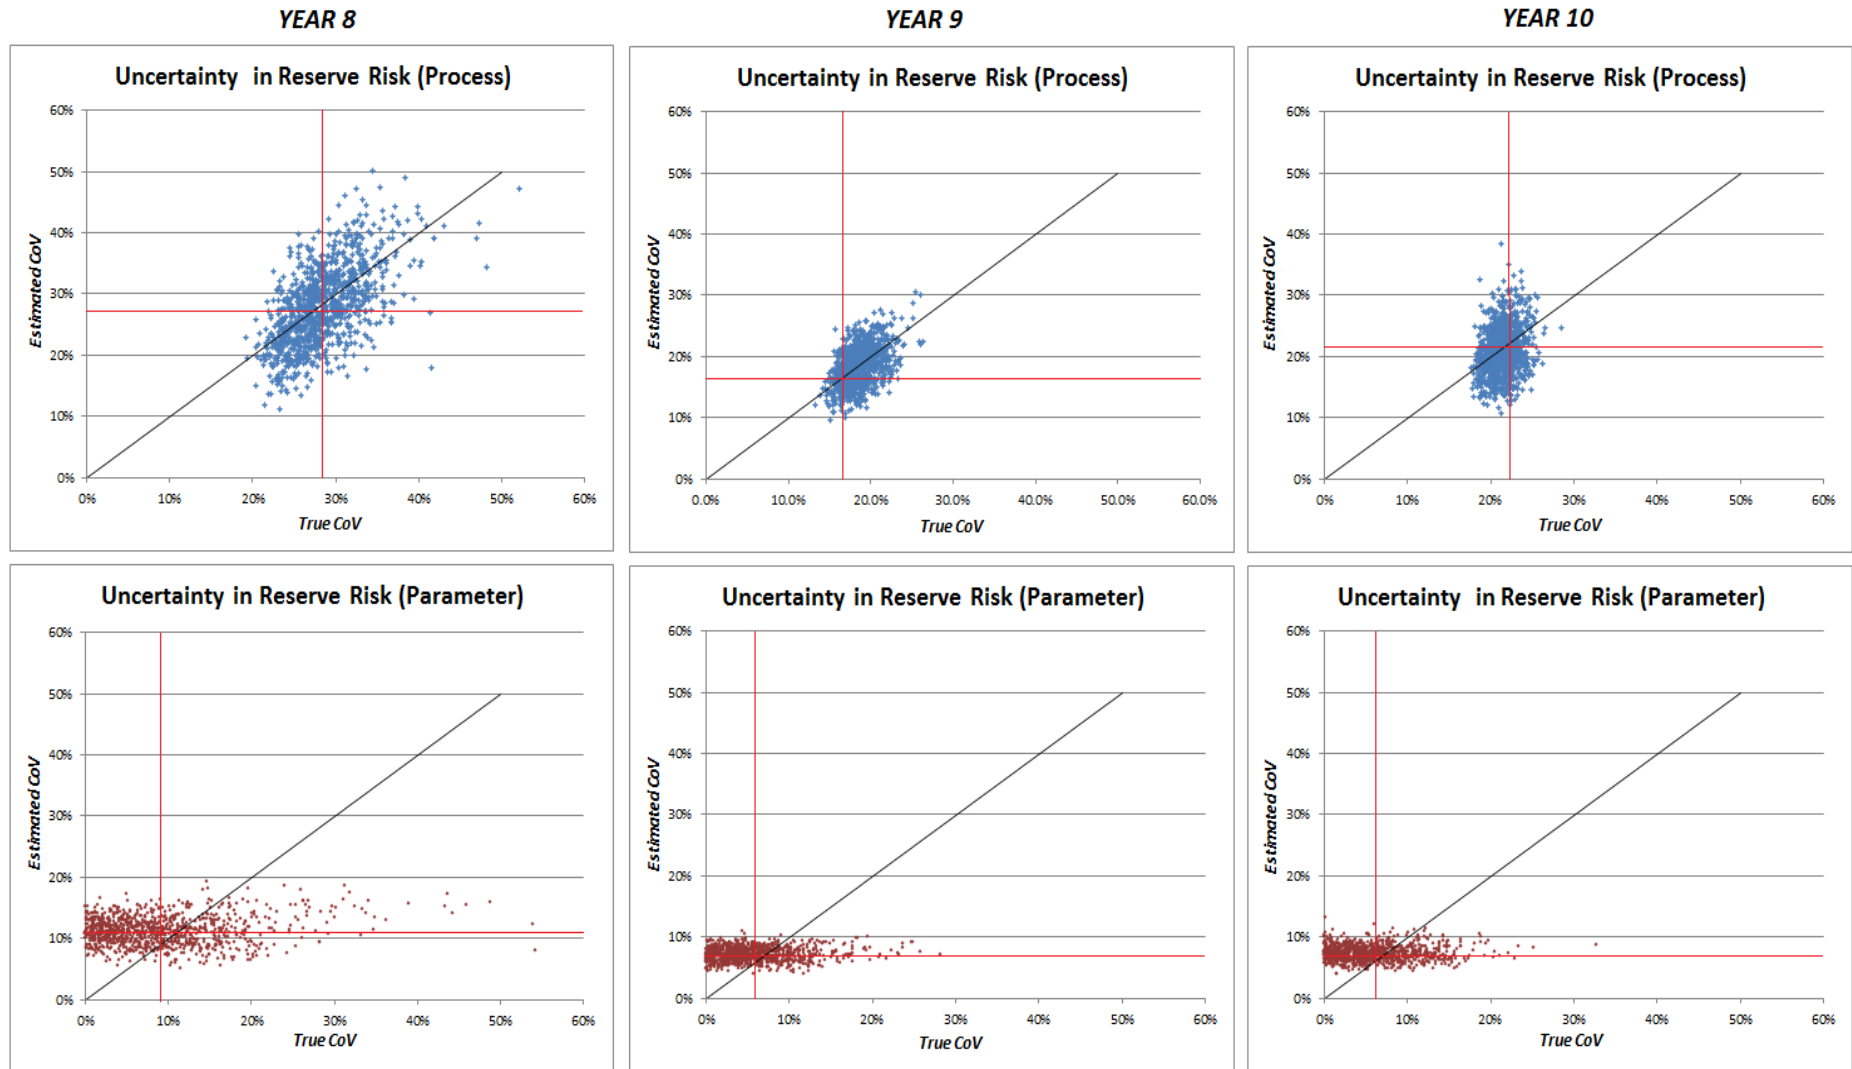 YEAR 8
YEAR 9
YEAR 10
Uncertainty in Reserve Risk (Process)
60%
50%
40%
30%
20%
10%
0%
Estimated CoV
0% 10% 20% 30% 40% 50% 60%
True CoV
Uncertainty in Reserve Risk (Process)
60%
50%
40%
30%
20%
10%
0%
Estimated CoV
0.0% 10.0% 20.0% 30.0% 40.0% 50.0% 60.0%
True CoV
Uncertainty in Reserve Risk (Process)
60%
50%
40%
30%
20%
10%
0%
Estimated CoV
0% 10% 20% 30% 40% 50% 60%
True CoV
Uncertainty in Reserve Risk (Parameter)
60%
50%
40%
30%
20%
10%
0%
Estimated CoV
0% 10% 20% 30% 40% 50% 60%
True CoV
Uncertainty in Reserve Risk (Parameter)
60%
50%
40%
30%
20%
10%
0%
Estimated CoV
0% 10% 20% 30% 40% 50% 60%
True CoV
Uncertainty in Reserve Risk (Parameter)
60%
50%
40%
30%
20%
10%
0%
Estimated CoV
0% 10% 20% 30% 40% 50% 60%
True CoV